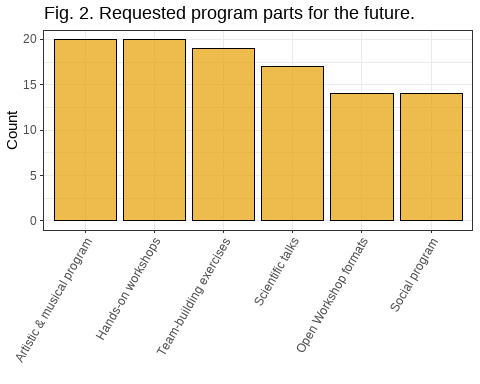 Fig. 2. Requested program parts for the future.
Count
20
15
10
5
0
Artistic & musical program
Hands-on workshops
Team-building exercises
Scientific talks
Open Workshop formats
Social program